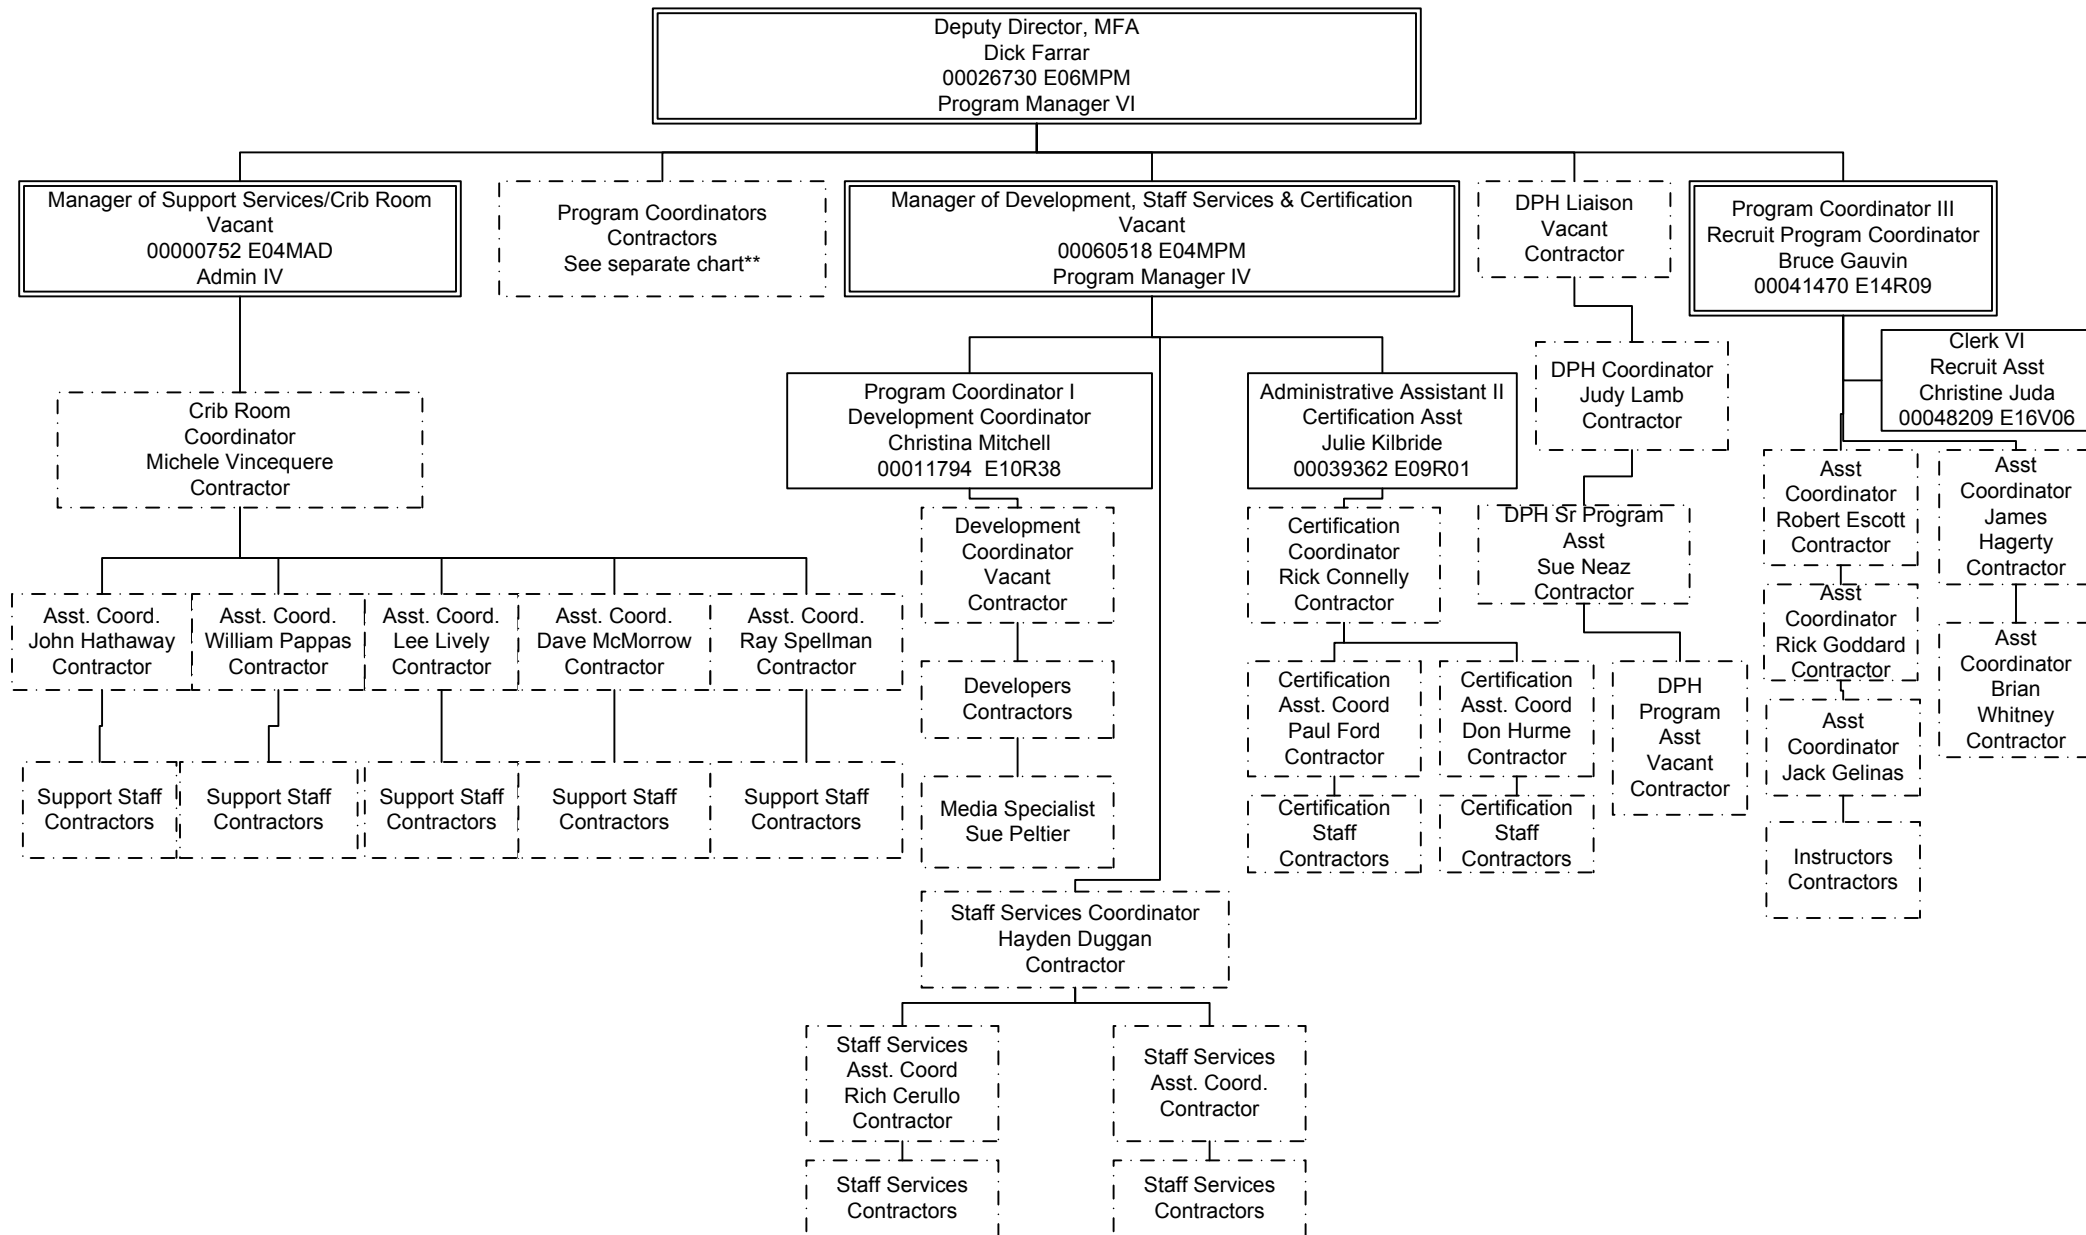 Deputy Director, MFA
Dick Farrar
00026730 E06MPM
Program Manager VI
Manager of Support Services/Crib Room
Vacant
00000752 E04MAD
Admin IV
Program Coordinators
Contractors
See separate chart**
Manager of Development, Staff Services & Certification
Vacant
00060518 E04MPM
Program Manager IV
DPH Liaison
Vacant
Contractor
Program Coordinator III
Recruit Program Coordinator
Bruce Gauvin
00041470 E14R09
Clerk VI
Recruit Asst
Christine Juda
00048209 E16V06
Crib Room
Coordinator
Michele Vincequere
Contractor
Program Coordinator I
Development Coordinator
Christina Mitchell
00011794  E10R38
Administrative Assistant II
Certification Asst
Julie Kilbride
00039362 E09R01
DPH Coordinator
Judy Lamb
Contractor
Asst
Coordinator
Robert Escott
Contractor
Asst
Coordinator
James
Hagerty
Contractor
Development
Coordinator
Vacant
Contractor
Certification
Coordinator
Rick Connelly
Contractor
DPH Sr Program
Asst
Sue Neaz
Contractor
Asst
Coordinator
Rick Goddard
Contractor
Asst. Coord.
John Hathaway
Contractor
Asst. Coord.
William Pappas
Contractor
Asst. Coord.
Lee Lively
Contractor
Asst. Coord.
Dave McMorrow
Contractor
Asst. Coord.
Ray Spellman
Contractor
Developers
Contractors
Certification
Asst. Coord
Paul Ford
Contractor
Certification
Asst. Coord
Don Hurme
Contractor
DPH
Program
Asst
Vacant
Contractor
Asst
Coordinator
Jack Gelinas
Asst
Coordinator
Brian
Whitney
Contractor
Support Staff
Contractors
Support Staff
Contractors
Support Staff
Contractors
Support Staff
Contractors
Support Staff
Contractors
Media Specialist
Sue Peltier
Certification
Staff
Contractors
Certification
Staff
Contractors
Instructors
Contractors
Staff Services Coordinator
Hayden Duggan
Contractor
Staff Services
Asst. Coord
Rich Cerullo
Contractor
Staff Services
Asst. Coord.
Contractor
Staff Services
Contractors
Staff Services
Contractors